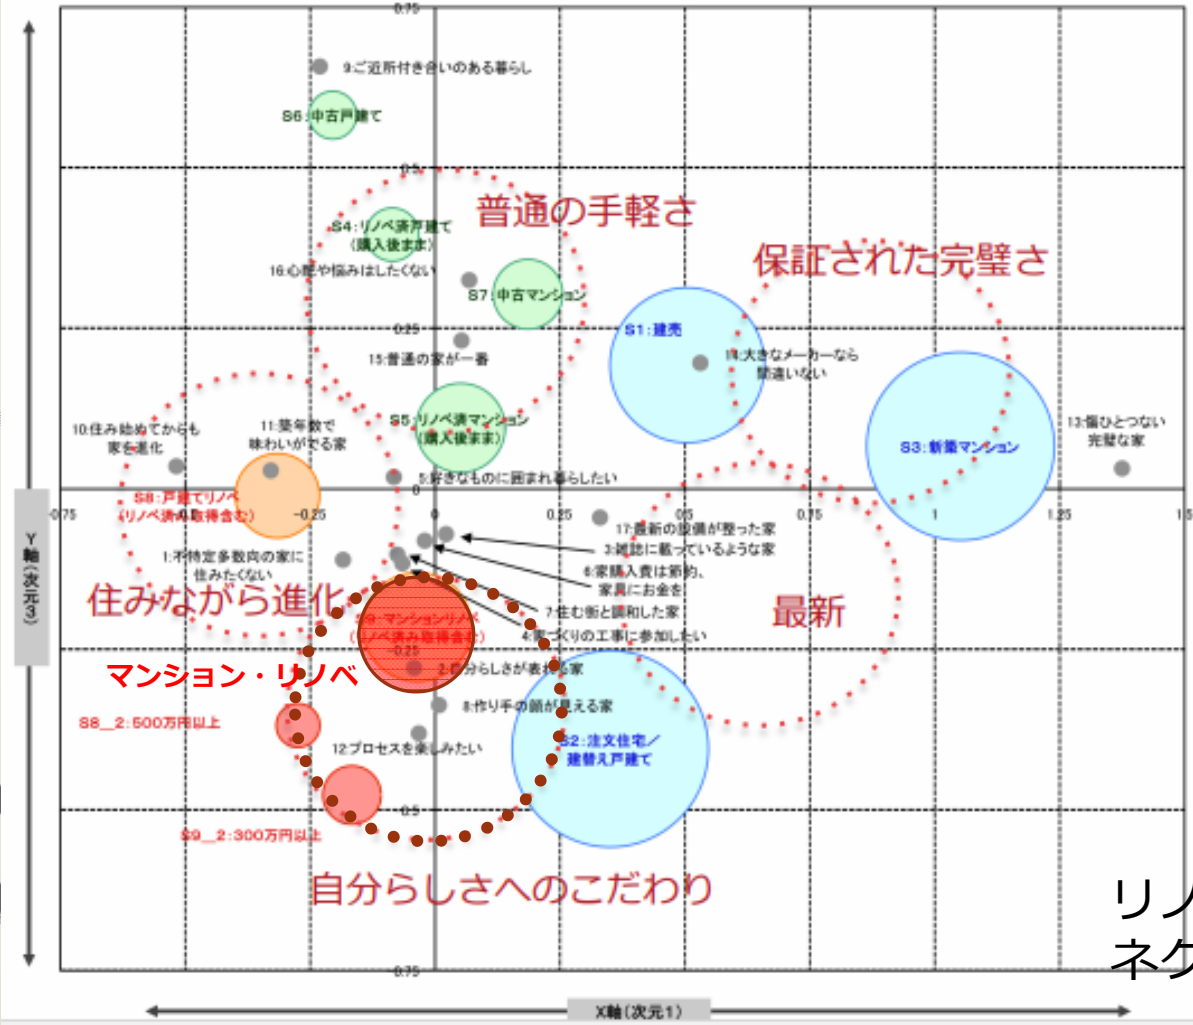 0.75
9:ご近所付き合いのある暮らし
S6:中古戸建て
0.5
普通の手軽さ
S4:リノベ済戸建て
(購入後まま)
保証された完璧さ
16:心配や悩みはしたくない
S7:中古マンション
0.25
S1:建売
15:普通の家が一番
14:大きなメーカーなら
間違いない
10:住み始めてからも
家を進化
11:築年数で
味わいがでる家
S5:リノベ済マンション
(購入後まま)
13:傷ひとつない
完璧な家
S3:新築マンション
5:好きなものに囲まれ暮らしたい
S8:戸建てリノベ
(リノベ済み取得含む)
-0.75
-0.5
-0.25
0
0.25
0.5
0.75
1
1.25
1.5
17:最新の設備が整った家
3:雑誌に載っているような家
1:不特定多数向の家に
住みたくない
6:家購入費は節約、
家具にお金を
住みながら進化
7:住む街と調和した家
最新
S9:マンションリノベ
(リノベ済み取得含む)
4:家づくりの工事に参加したい
-0.25
2:自分らしさが表れる家
マンション・リノベ
8:作り手の顔が見える家
S8__2:500万円以上
12:プロセスを楽しみたい
S2:注文住宅/
建替え戸建て
-0.5
S9__2:300万円以上
自分らしさへのこだわり
リノ
ネク
-0.75
Y軸(次元3)
X軸(次元1)